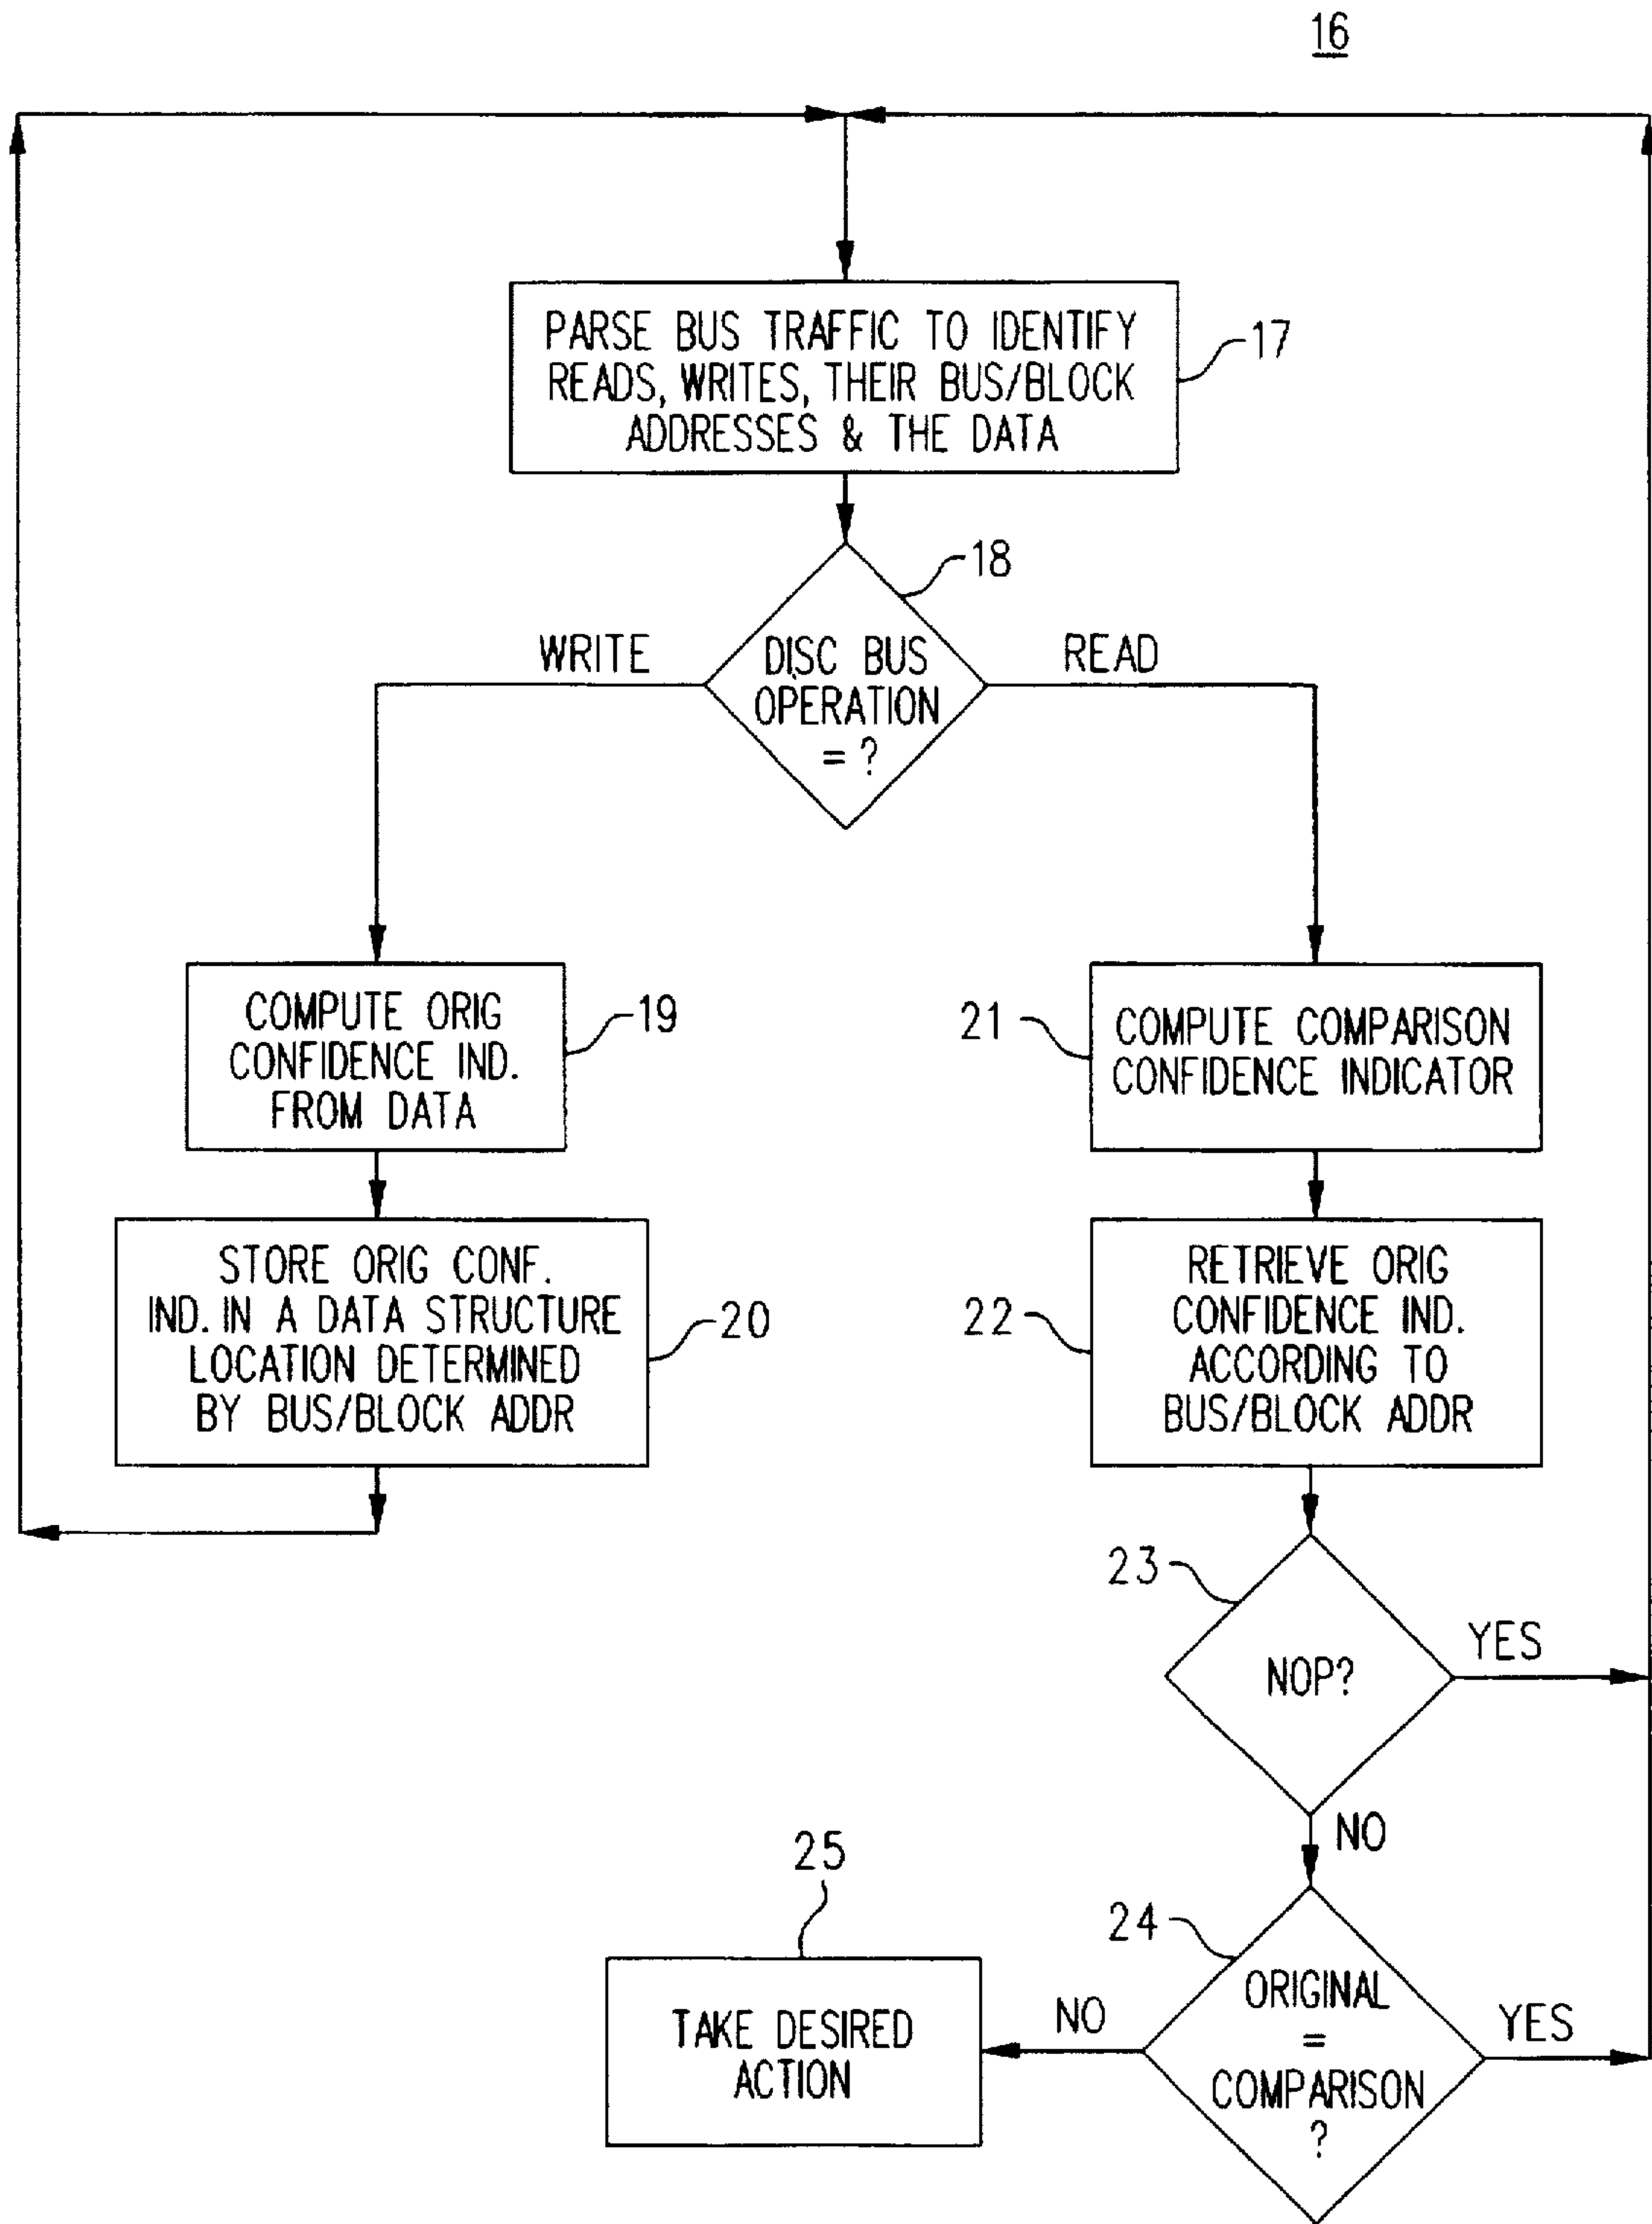 16
PARSE BUS TRAFFIC TO IDENTIFY
READS, WRITES, THEIR BUS/BLOCK
ADDRESSES & THE DATA
17
18
DISC BUS
OPERATION
= ?
WRITE
READ
COMPUTE ORIG
CONFIDENCE IND.
FROM DATA
19
21
COMPUTE COMPARISON
CONFIDENCE INDICATOR
STORE ORIG CONF.
IND. IN A DATA STRUCTURE
LOCATION DETERMINED
BY BUS/BLOCK ADDR
20
22
RETRIEVE ORIG
CONFIDENCE IND.
ACCORDING TO
BUS/BLOCK ADDR
23
NOP?
YES
NO
25
24
TAKE DESIRED
ACTION
NO
ORIGINAL
=
COMPARISON
?
YES